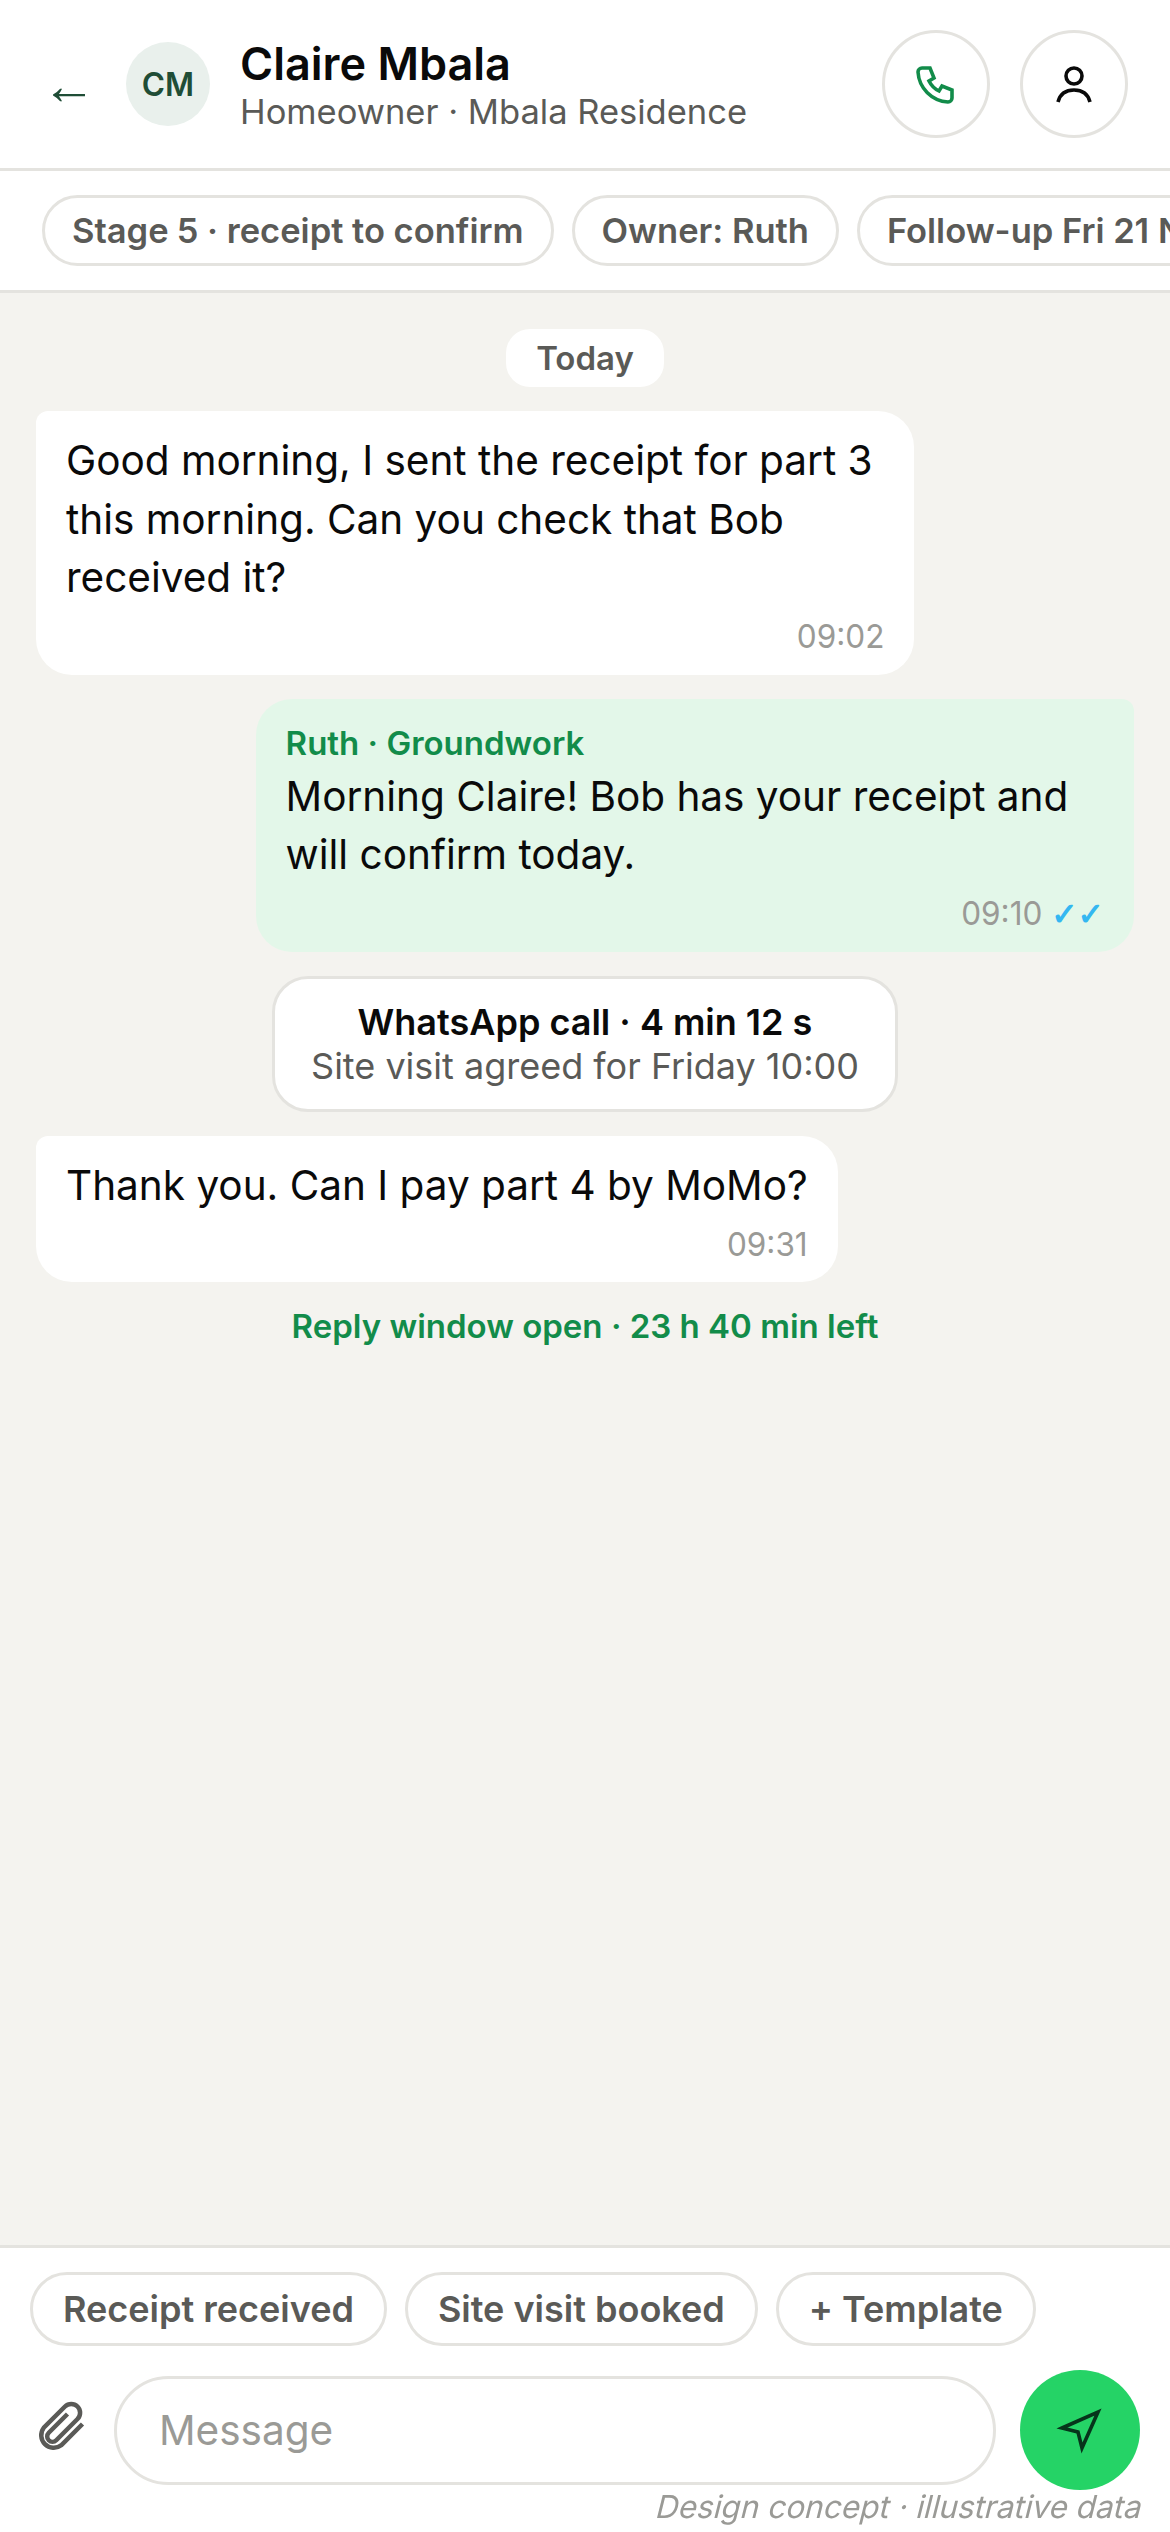 ←
CM
Claire Mbala
Homeowner · Mbala Residence
Stage 5 · receipt to confirm
Owner: Ruth
Follow-up Fri 21
Today
Good morning, I sent the receipt for part 3
this morning. Can you check that Bob
received it?
09:02
Ruth · Groundwork
Morning Claire! Bob has your receipt and
will confirm today.
09:10 ✓✓
WhatsApp call · 4 min 12 s
Site visit agreed for Friday 10:00
Thank you. Can I pay part 4 by MoMo?
09:31
Reply window open · 23 h 40 min left
Receipt received
Site visit booked
+ Template
Message
Design concept · illustrative data